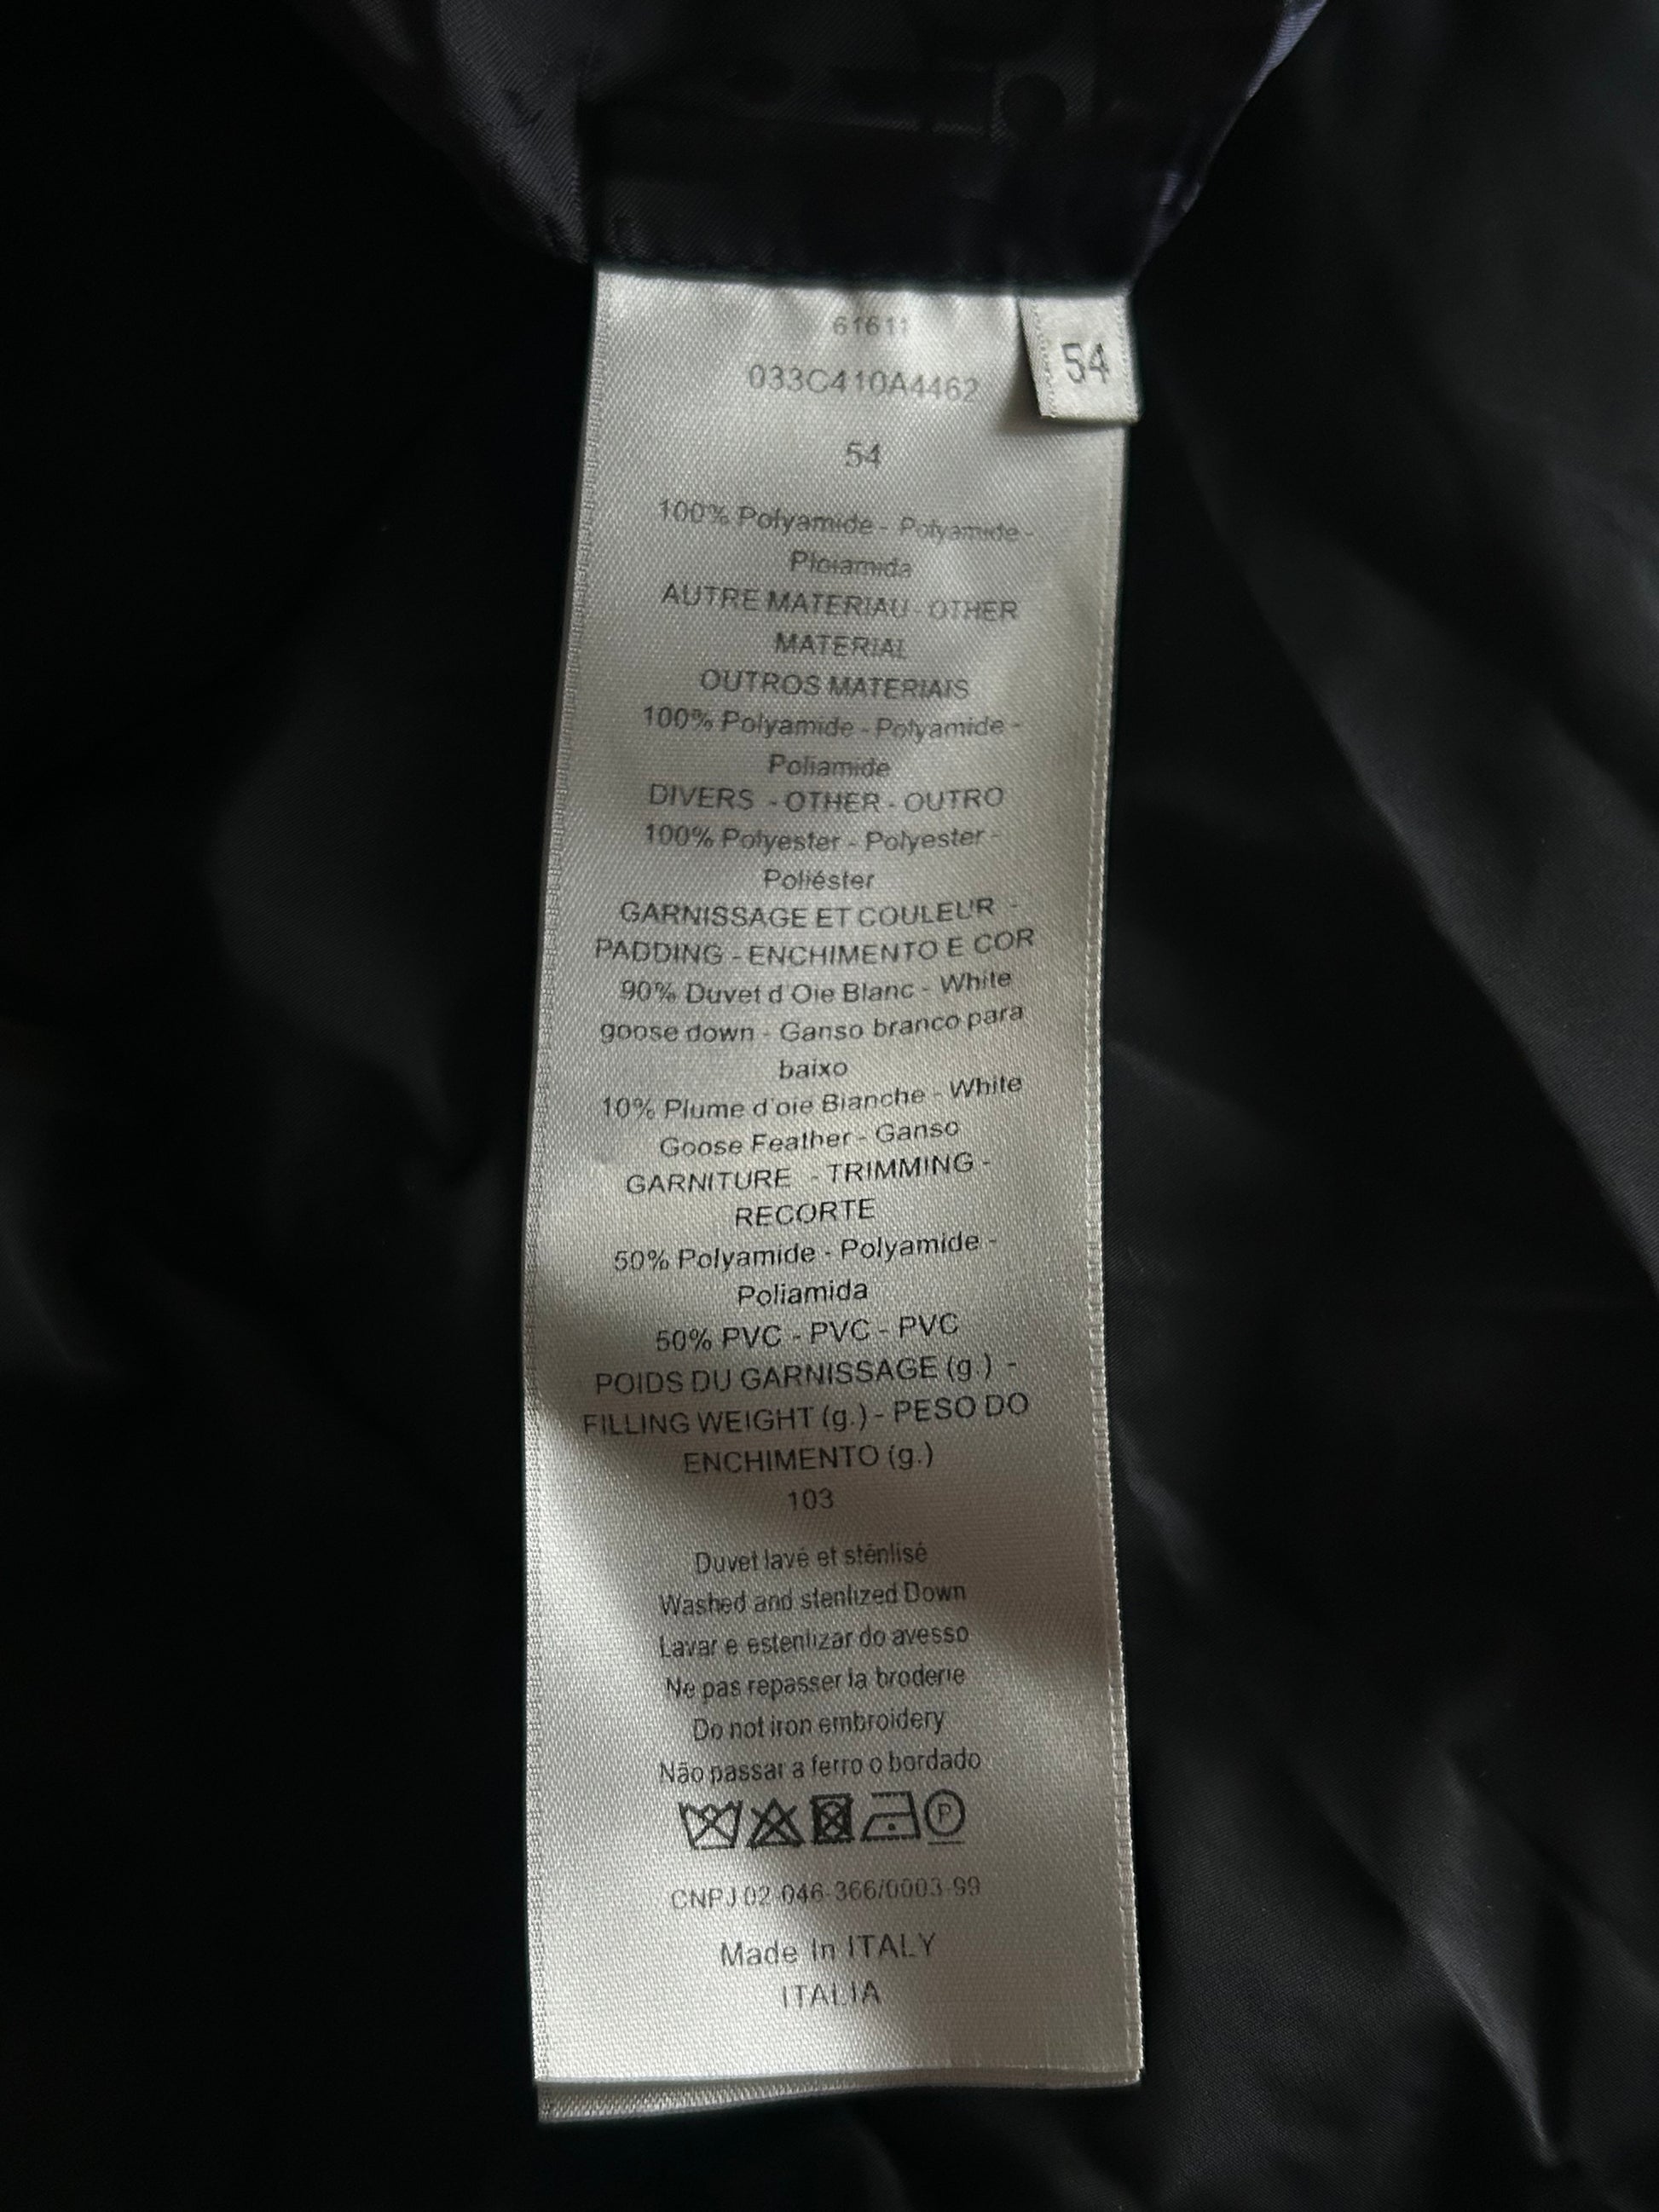 61611
54
033C410A4462
54
100% Polyamide - Polyamide -
Ploiamida
AUTRE MATERIAU - OTHER
MATERIAL
OUTROS MATERIAIS
100% Polyamide - Polyamide -
Poliamide
DIVERS - OTHER - OUTRO
100% Polyester - Polyester -
Poliéster
GARNISSAGE ET COULEUR -
PADDING - ENCHIMENTO E COR
90% Duvet d'Oie Blanc - White
goose down - Ganso branco para
baixo
10% Plume d'oie Blanche - White
Goose Feather - Ganso
GARNITURE - TRIMMING -
RECORTE
50% Polyamide - Polyamide -
Poliamida
50% PVC - PVC - PVC
POIDS DU GARNISSAGE (g.) -
FILLING WEIGHT (g.) - PESO DO
ENCHIMENTO (g.)
103
Duvet lavé et stérilisé
Washed and sterilized Down
Lavar e esterilizar do avesso
Ne pas repasser la broderie
Do not iron embroidery
Não passar a ferro o bordado
P
CNPJ 02-046-366/0003-99
Made In ITALY
ITALIA